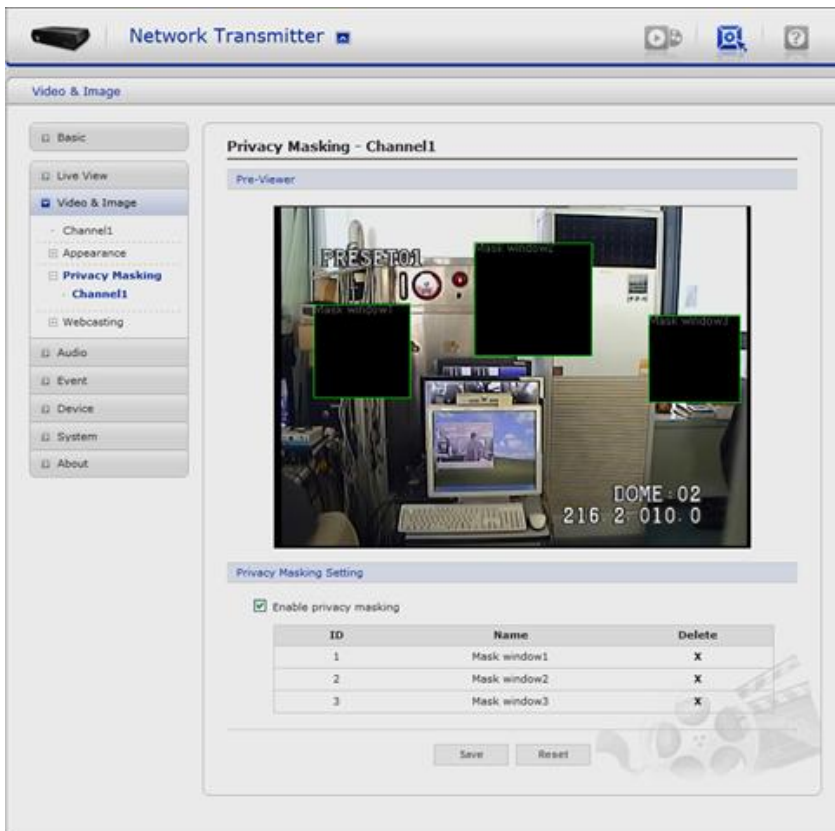 Network Transmitter
Video & Image
Basic
Live View
Video & Image
Channel1
Appearance
Privacy Masking
Channel1
Webcasting
Audio
Event
Device
System
About
Privacy Masking - Channel1
Pre-Viewer
PRESET01
Mask window2
Mask window1
Mask window3
DOME:02
216.2-010.0
Privacy Masking Setting
Enable privacy masking
ID Name Delete
1 Mask window1 X
2 Mask window2 X
3 Mask window3 X
Save Reset